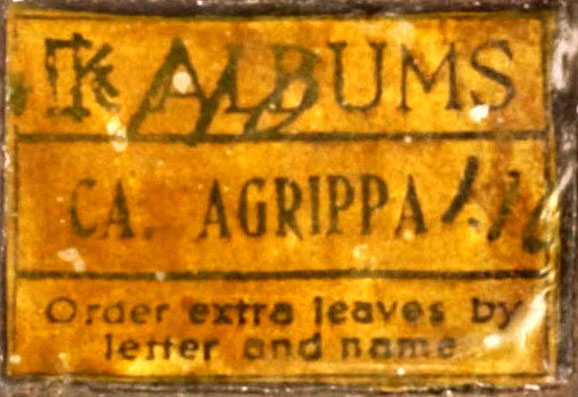 ALBUMS
CA. AGRIPPA
Order extra leaves by
letter and name